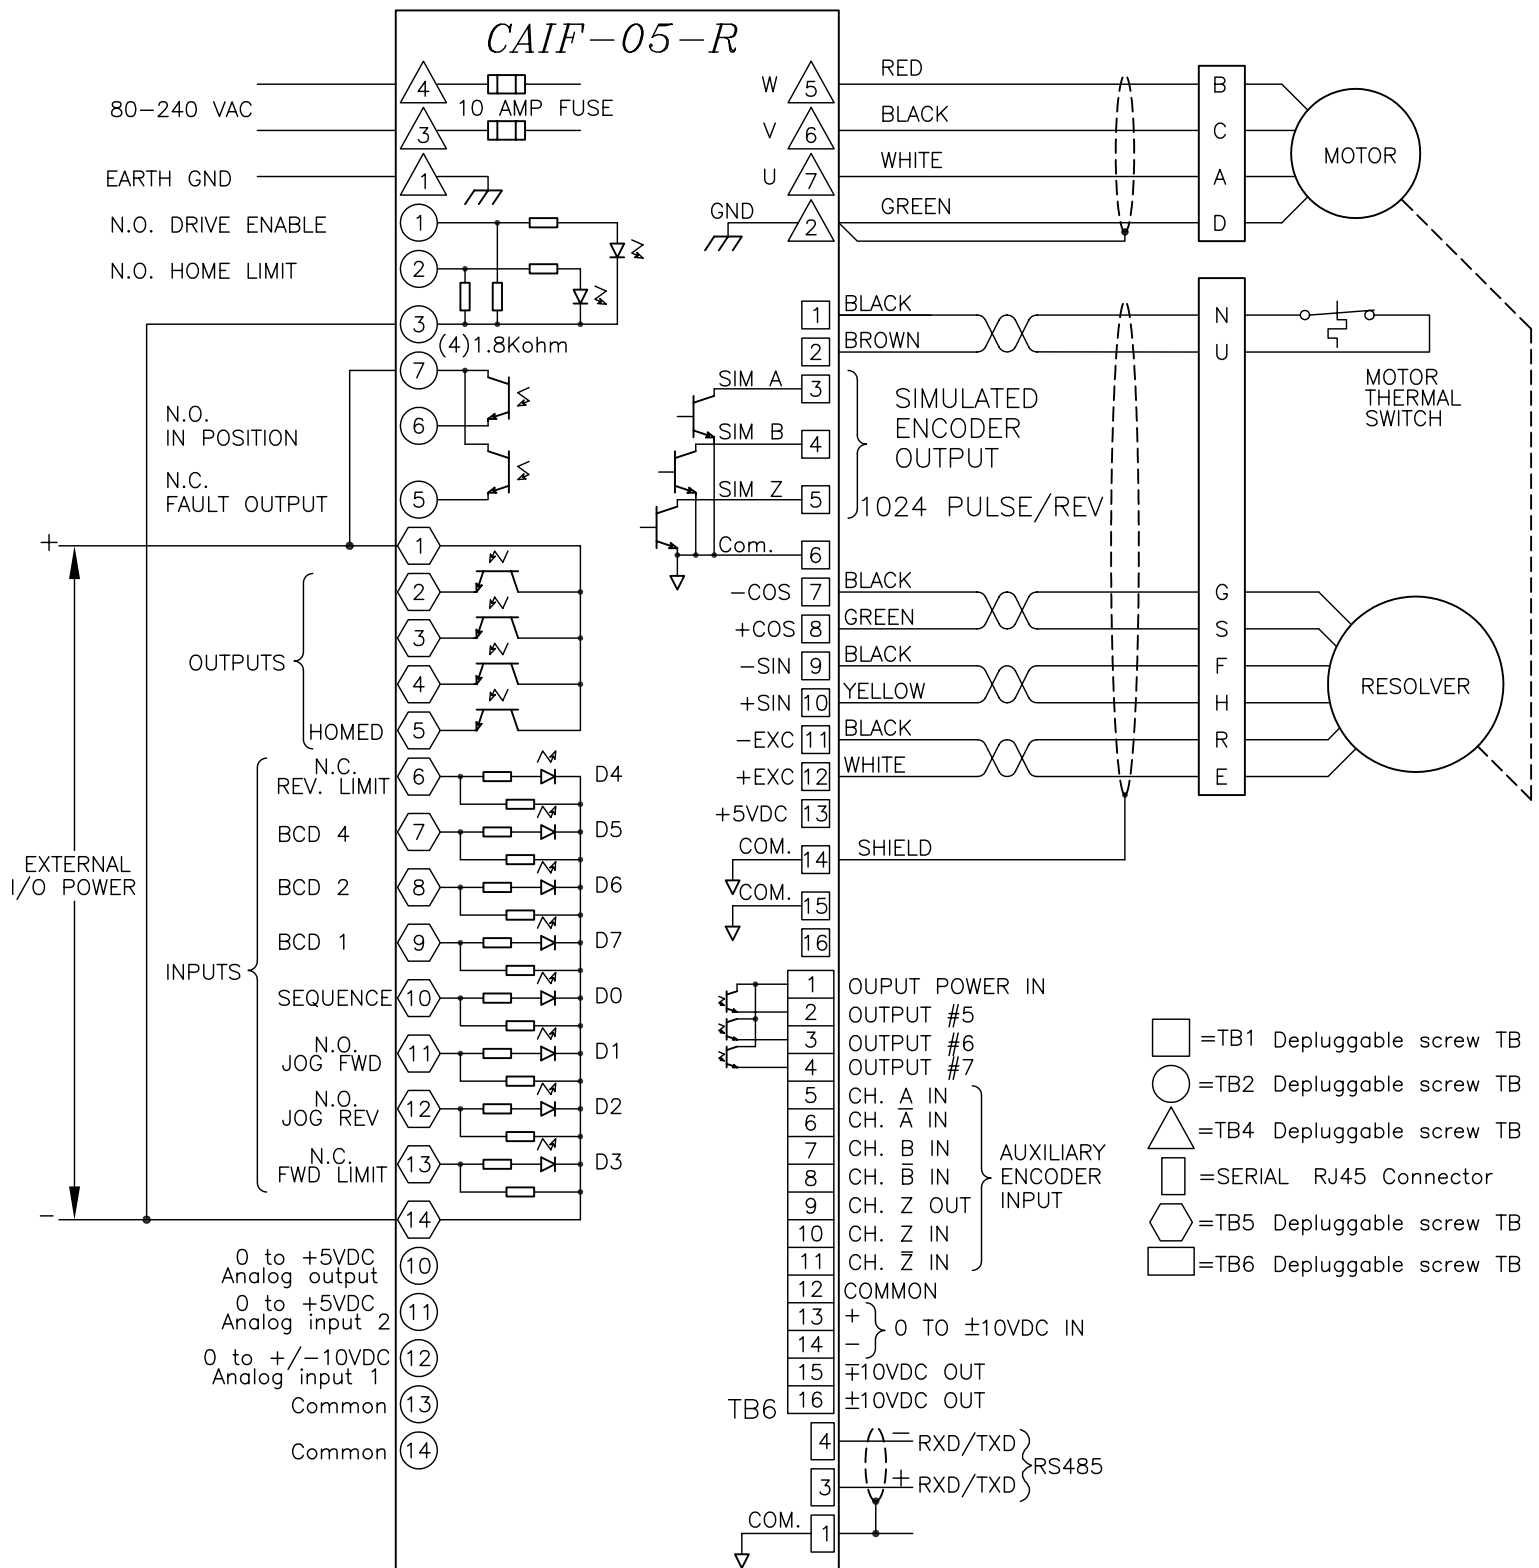 CAIF-05-R
80-240 VAC
4
10 AMP FUSE
3
EARTH GND
1
N.O. DRIVE ENABLE
1
N.O. HOME LIMIT
2
3
(4)1.8Kohm
7
N.O.
IN POSITION
6
N.C.
FAULT OUTPUT
5
+
1
2
3
OUTPUTS
4
HOMED
5
N.C.
REV. LIMIT
6
D4
BCD 4
7
D5
EXTERNAL
I/O POWER
BCD 2
8
D6
BCD 1
9
D7
INPUTS
SEQUENCE
10
D0
N.O.
JOG FWD
11
D1
N.O.
JOG REV
12
D2
N.C.
FWD LIMIT
13
D3
-
14
0 to +5VDC
Analog output
10
0 to +5VDC
Analog input 2
11
0 to +/-10VDC
Analog input 1
12
Common
13
Common
14
W
5
RED
B
V
6
BLACK
C
U
7
WHITE
A
GND
2
GREEN
D
MOTOR
1
BLACK
N
2
BROWN
U
MOTOR
THERMAL
SWITCH
SIM A
3
SIM B
4
SIM Z
5
SIMULATED
ENCODER
OUTPUT
1024 PULSE/REV
Com.
6
-COS
7
BLACK
G
+COS
8
GREEN
S
-SIN
9
BLACK
F
+SIN
10
YELLOW
H
-EXC
11
BLACK
R
+EXC
12
WHITE
E
RESOLVER
+5VDC
13
COM.
14
SHIELD
COM.
15
16
1
OUPUT POWER IN
2
OUTPUT #5
3
OUTPUT #6
4
OUTPUT #7
5
CH. A IN
6
CH. A̅ IN
7
CH. B IN
8
CH. B̅ IN
9
CH. Z OUT
10
CH. Z IN
11
CH. Z̅ IN
AUXILIARY
ENCODER
INPUT
12
COMMON
13
+
14
-
0 TO ±10VDC IN
15
∓10VDC OUT
16
±10VDC OUT
TB6
4
- RXD/TXD
3
+ RXD/TXD
RS485
COM.
1
=TB1 Depluggable screw TB
=TB2 Depluggable screw TB
=TB4 Depluggable screw TB
=SERIAL RJ45 Connector
=TB5 Depluggable screw TB
=TB6 Depluggable screw TB